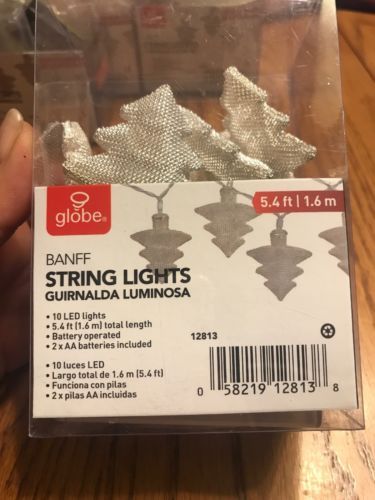 globe
5.4 ft | 1.6 m
BANFF
STRING LIGHTS
GUIRNALDA LUMINOSA
• 10 LED lights
• 5.4 ft (1.6 m) total length
• Battery operated
• 2 x AA batteries included
• 10 luces LED
• Largo total de 1.6 m (5.4 ft)
• Funciona con pilas
• 2 x pilas AA incluidas
12813
0 58219 12813 8